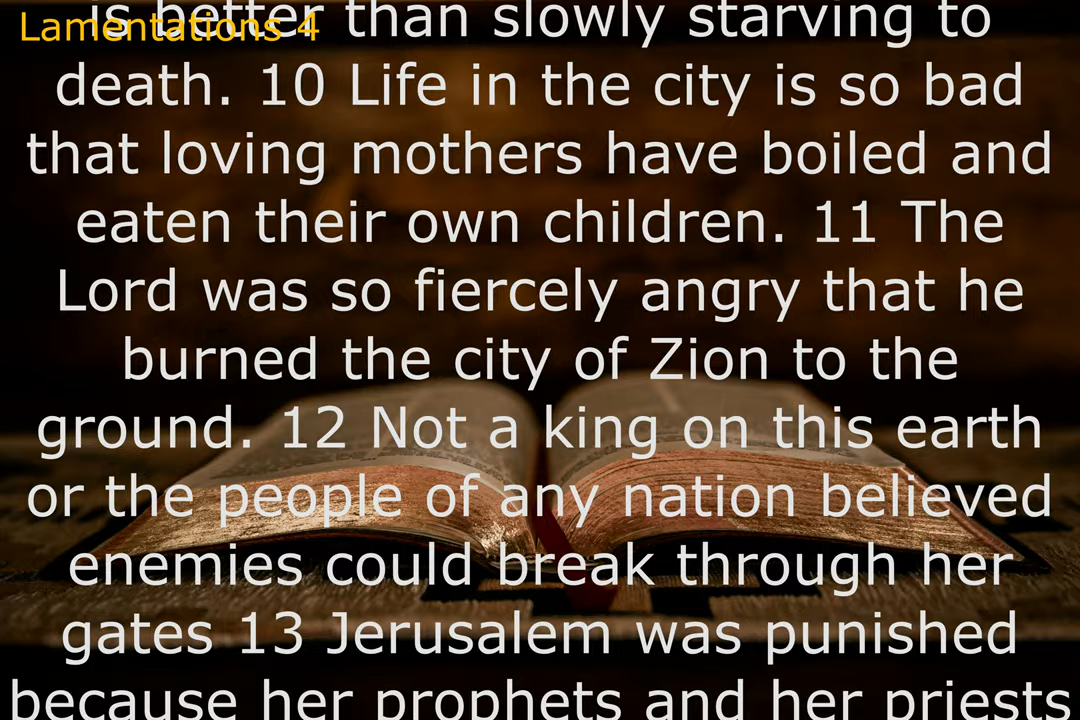 Lamentations 4
is better than slowly starving to
death. 10 Life in the city is so bad
that loving mothers have boiled and
eaten their own children. 11 The
Lord was so fiercely angry that he
burned the city of Zion to the
ground. 12 Not a king on this earth
or the people of any nation believed
enemies could break through her
gates 13 Jerusalem was punished
because her prophets and her priests